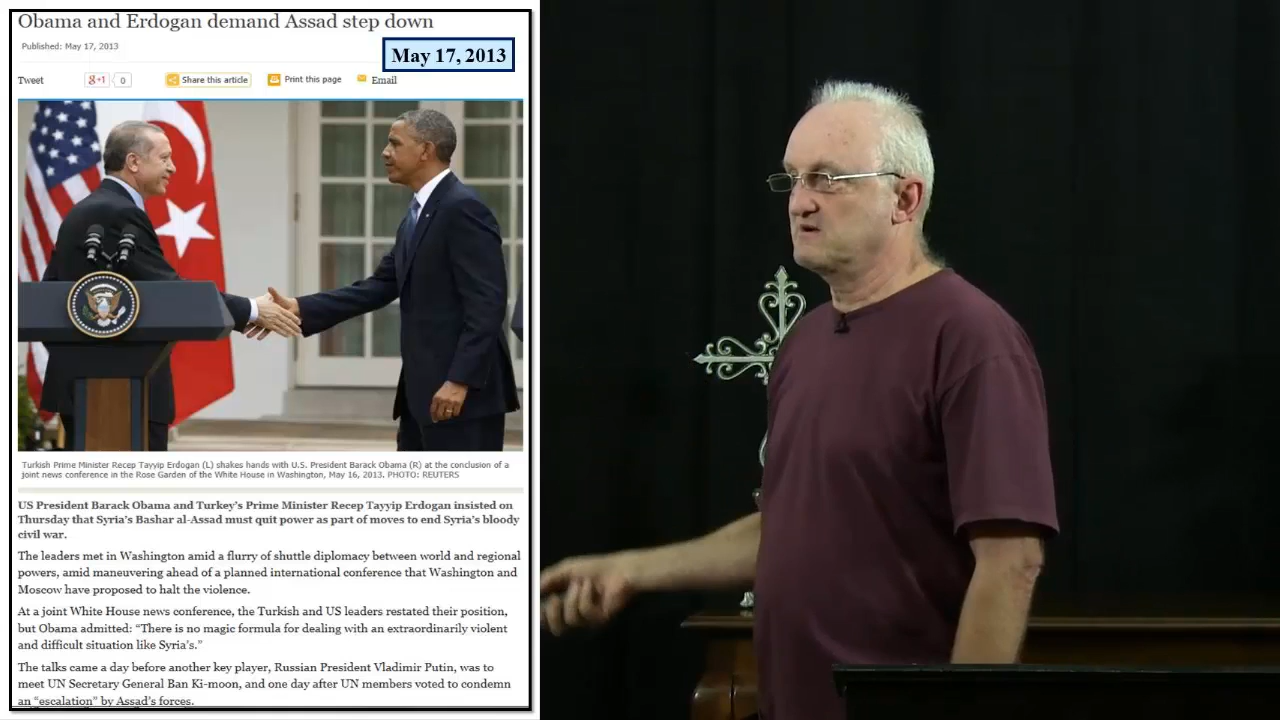 Obama and Erdogan demand Assad step down
Published: May 17, 2013
May 17, 2013
Tweet
g+1
0
Share this article
Print this page
Email
Turkish Prime Minister Recep Tayyip Erdogan (L) shakes hands with U.S. President Barack Obama (R) at the conclusion of a
joint news conference in the Rose Garden of the White House in Washington, May 16, 2013. PHOTO: REUTERS
US President Barack Obama and Turkey's Prime Minister Recep Tayyip Erdogan insisted on
Thursday that Syria's Bashar al-Assad must quit power as part of moves to end Syria's bloody
civil war.
The leaders met in Washington amid a flurry of shuttle diplomacy between world and regional
powers, amid maneuvering ahead of a planned international conference that Washington and
Moscow have proposed to halt the violence.
At a joint White House news conference, the Turkish and US leaders restated their position,
but Obama admitted: “There is no magic formula for dealing with an extraordinarily violent
and difficult situation like Syria's.”
The talks came a day before another key player, Russian President Vladimir Putin, was to
meet UN Secretary General Ban Ki-moon, and one day after UN members voted to condemn
an “escalation” by Assad's forces.